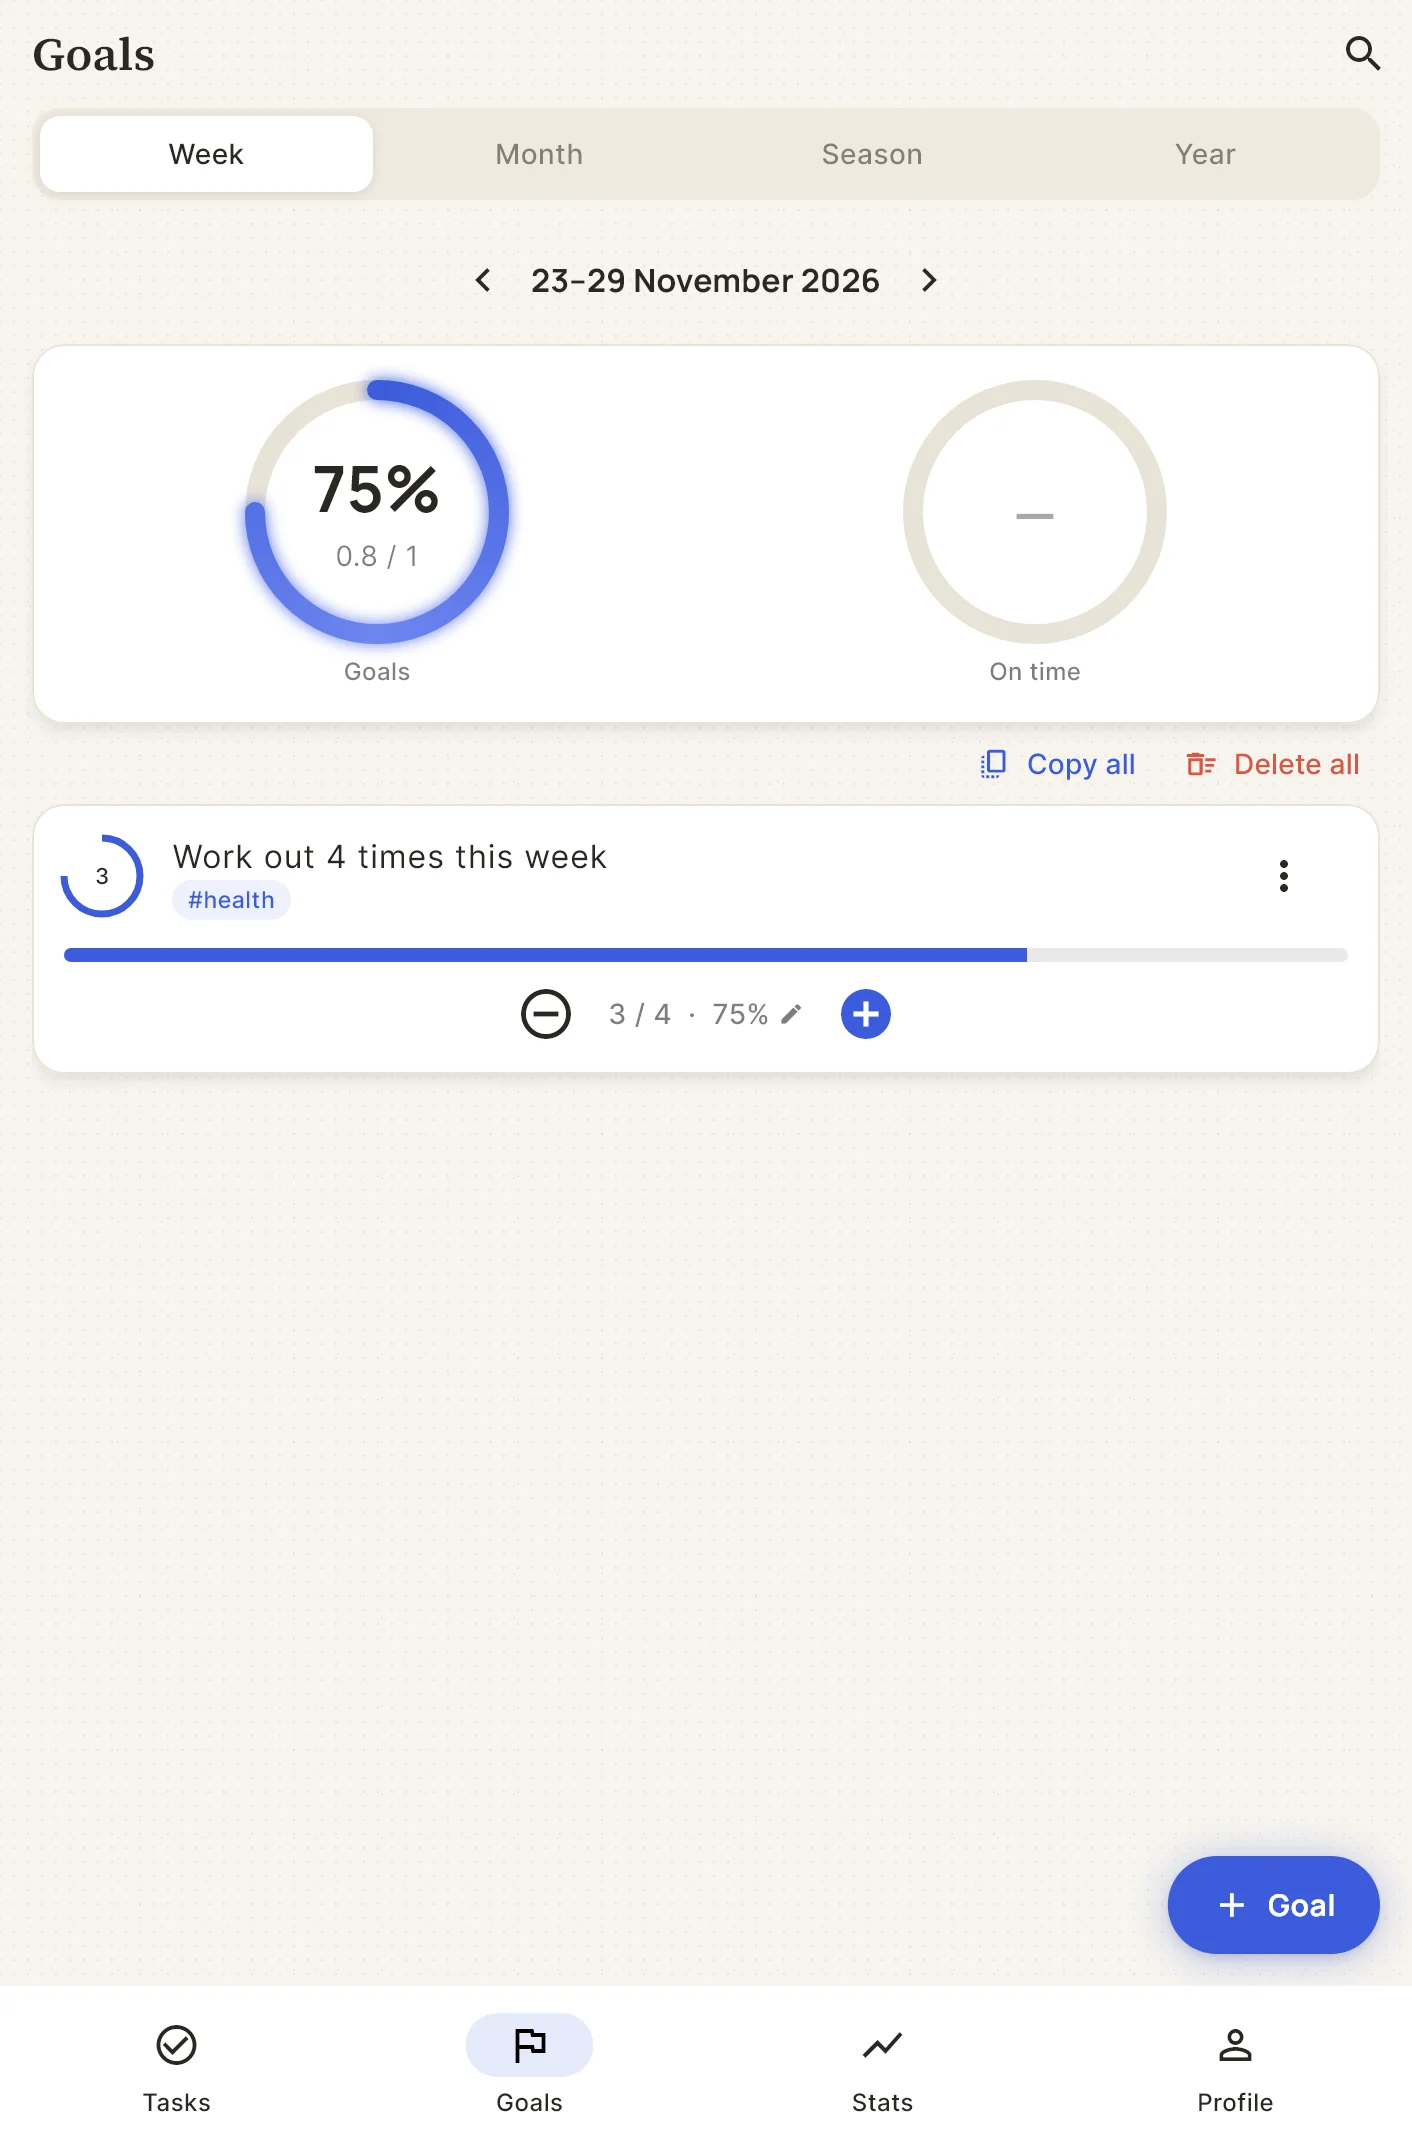 Goals
Week Month Season Year
23–29 November 2026
75%
0.8 / 1
Goals
–
On time
Copy all Delete all
3
Work out 4 times this week
#health
3 / 4 · 75%
+ Goal
Tasks Goals Stats Profile